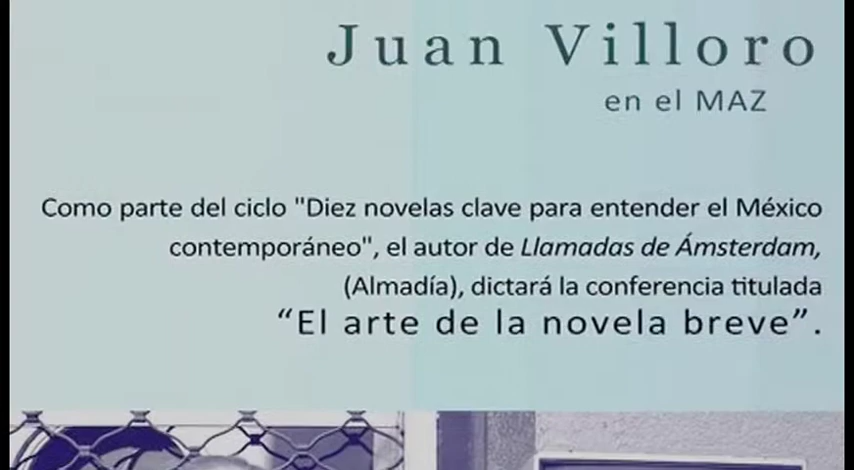 Juan Villoro
en el MAZ
Como parte del ciclo "Diez novelas clave para entender el México
contemporáneo", el autor de Llamadas de Ámsterdam,
(Almadía), dictará la conferencia titulada
“El arte de la novela breve”.